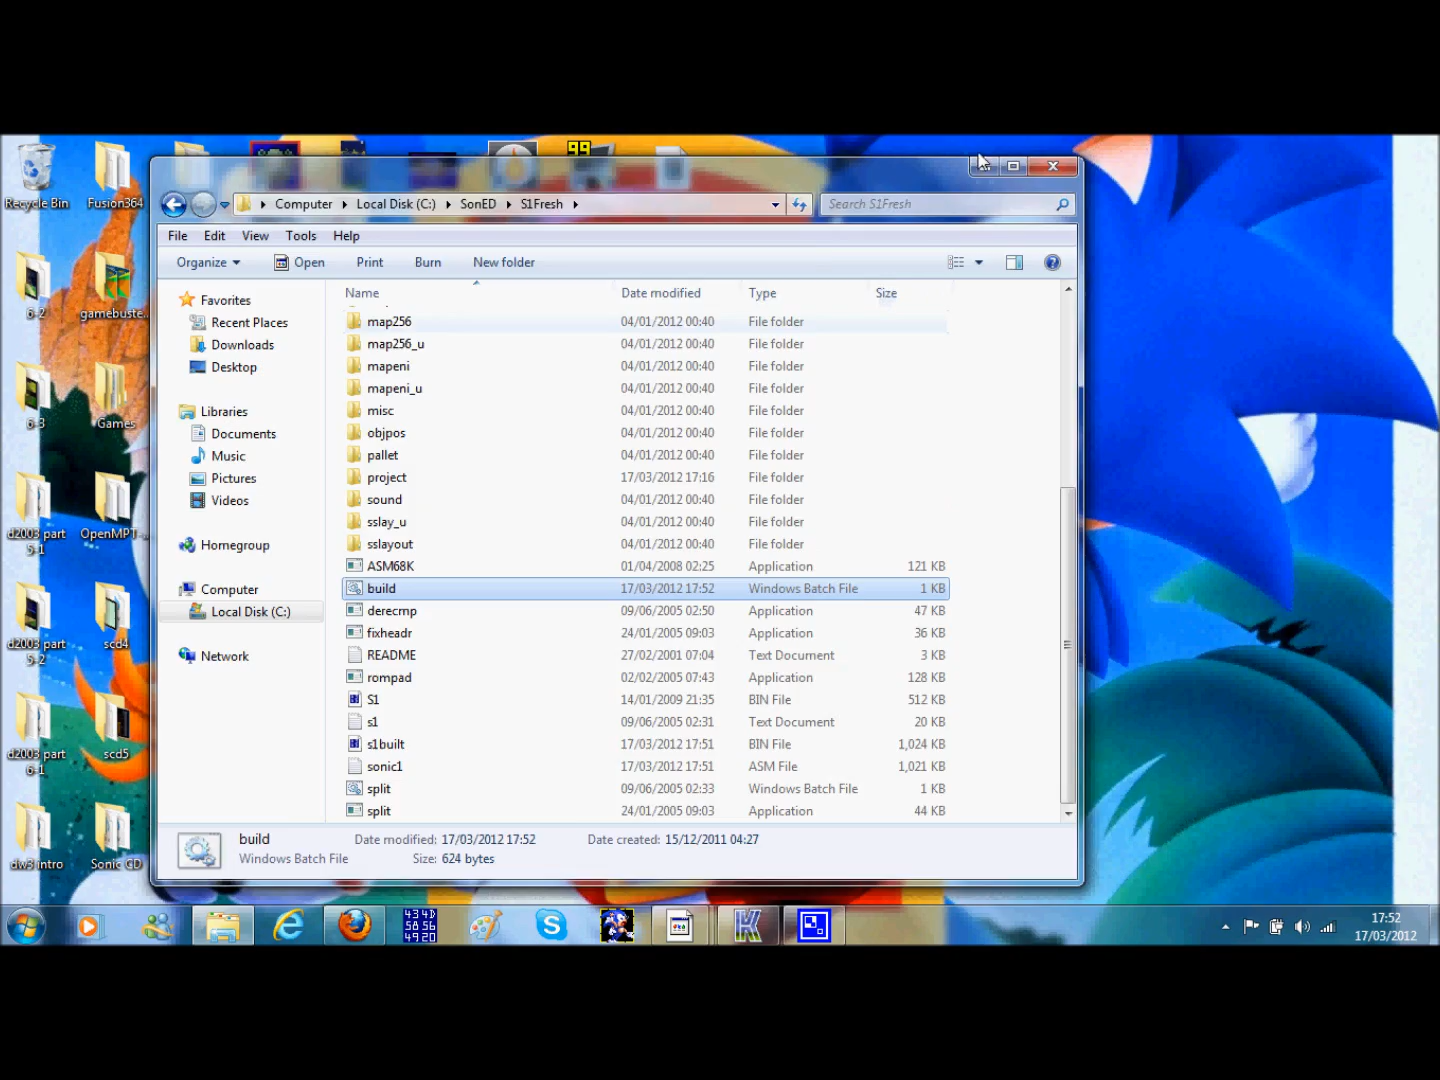 Recycle Bin
Fusion364
99
Computer
Local Disk (C:)
SonED
S1Fresh
Search S1Fresh
File Edit View Tools Help
Organize Open Print Burn New folder
Favorites
Recent Places
Downloads
Desktop
Libraries
Documents
Music
Pictures
Videos
Homegroup
Computer
Local Disk (C:)
Network
Name Date modified Type Size
map256 04/01/2012 00:40 File folder
map256_u 04/01/2012 00:40 File folder
mapeni 04/01/2012 00:40 File folder
mapeni_u 04/01/2012 00:40 File folder
misc 04/01/2012 00:40 File folder
objpos 04/01/2012 00:40 File folder
pallet 04/01/2012 00:40 File folder
project 17/03/2012 17:16 File folder
sound 04/01/2012 00:40 File folder
sslay_u 04/01/2012 00:40 File folder
sslayout 04/01/2012 00:40 File folder
ASM68K 01/04/2008 02:25 Application 121 KB
build 17/03/2012 17:52 Windows Batch File 1 KB
derecmp 09/06/2005 02:50 Application 47 KB
fixheadr 24/01/2005 09:03 Application 36 KB
README 27/02/2001 07:04 Text Document 3 KB
rompad 02/02/2005 07:43 Application 128 KB
S1 14/01/2009 21:35 BIN File 512 KB
s1 09/06/2005 02:31 Text Document 20 KB
s1built 17/03/2012 17:51 BIN File 1,024 KB
sonic1 17/03/2012 17:51 ASM File 1,021 KB
split 09/06/2005 02:33 Windows Batch File 1 KB
split 24/01/2005 09:03 Application 44 KB
6-2
gamebuste...
6-3
Games
d2003 part
5-1
OpenMPT-...
d2003 part
5-2
scd4
d2003 part
6-1
scd5
dw3 intro
Sonic CD
build
Windows Batch File
Date modified: 17/03/2012 17:52
Size: 624 bytes
Date created: 15/12/2011 04:27
43 4D
58 56
49 20
17:52
17/03/2012